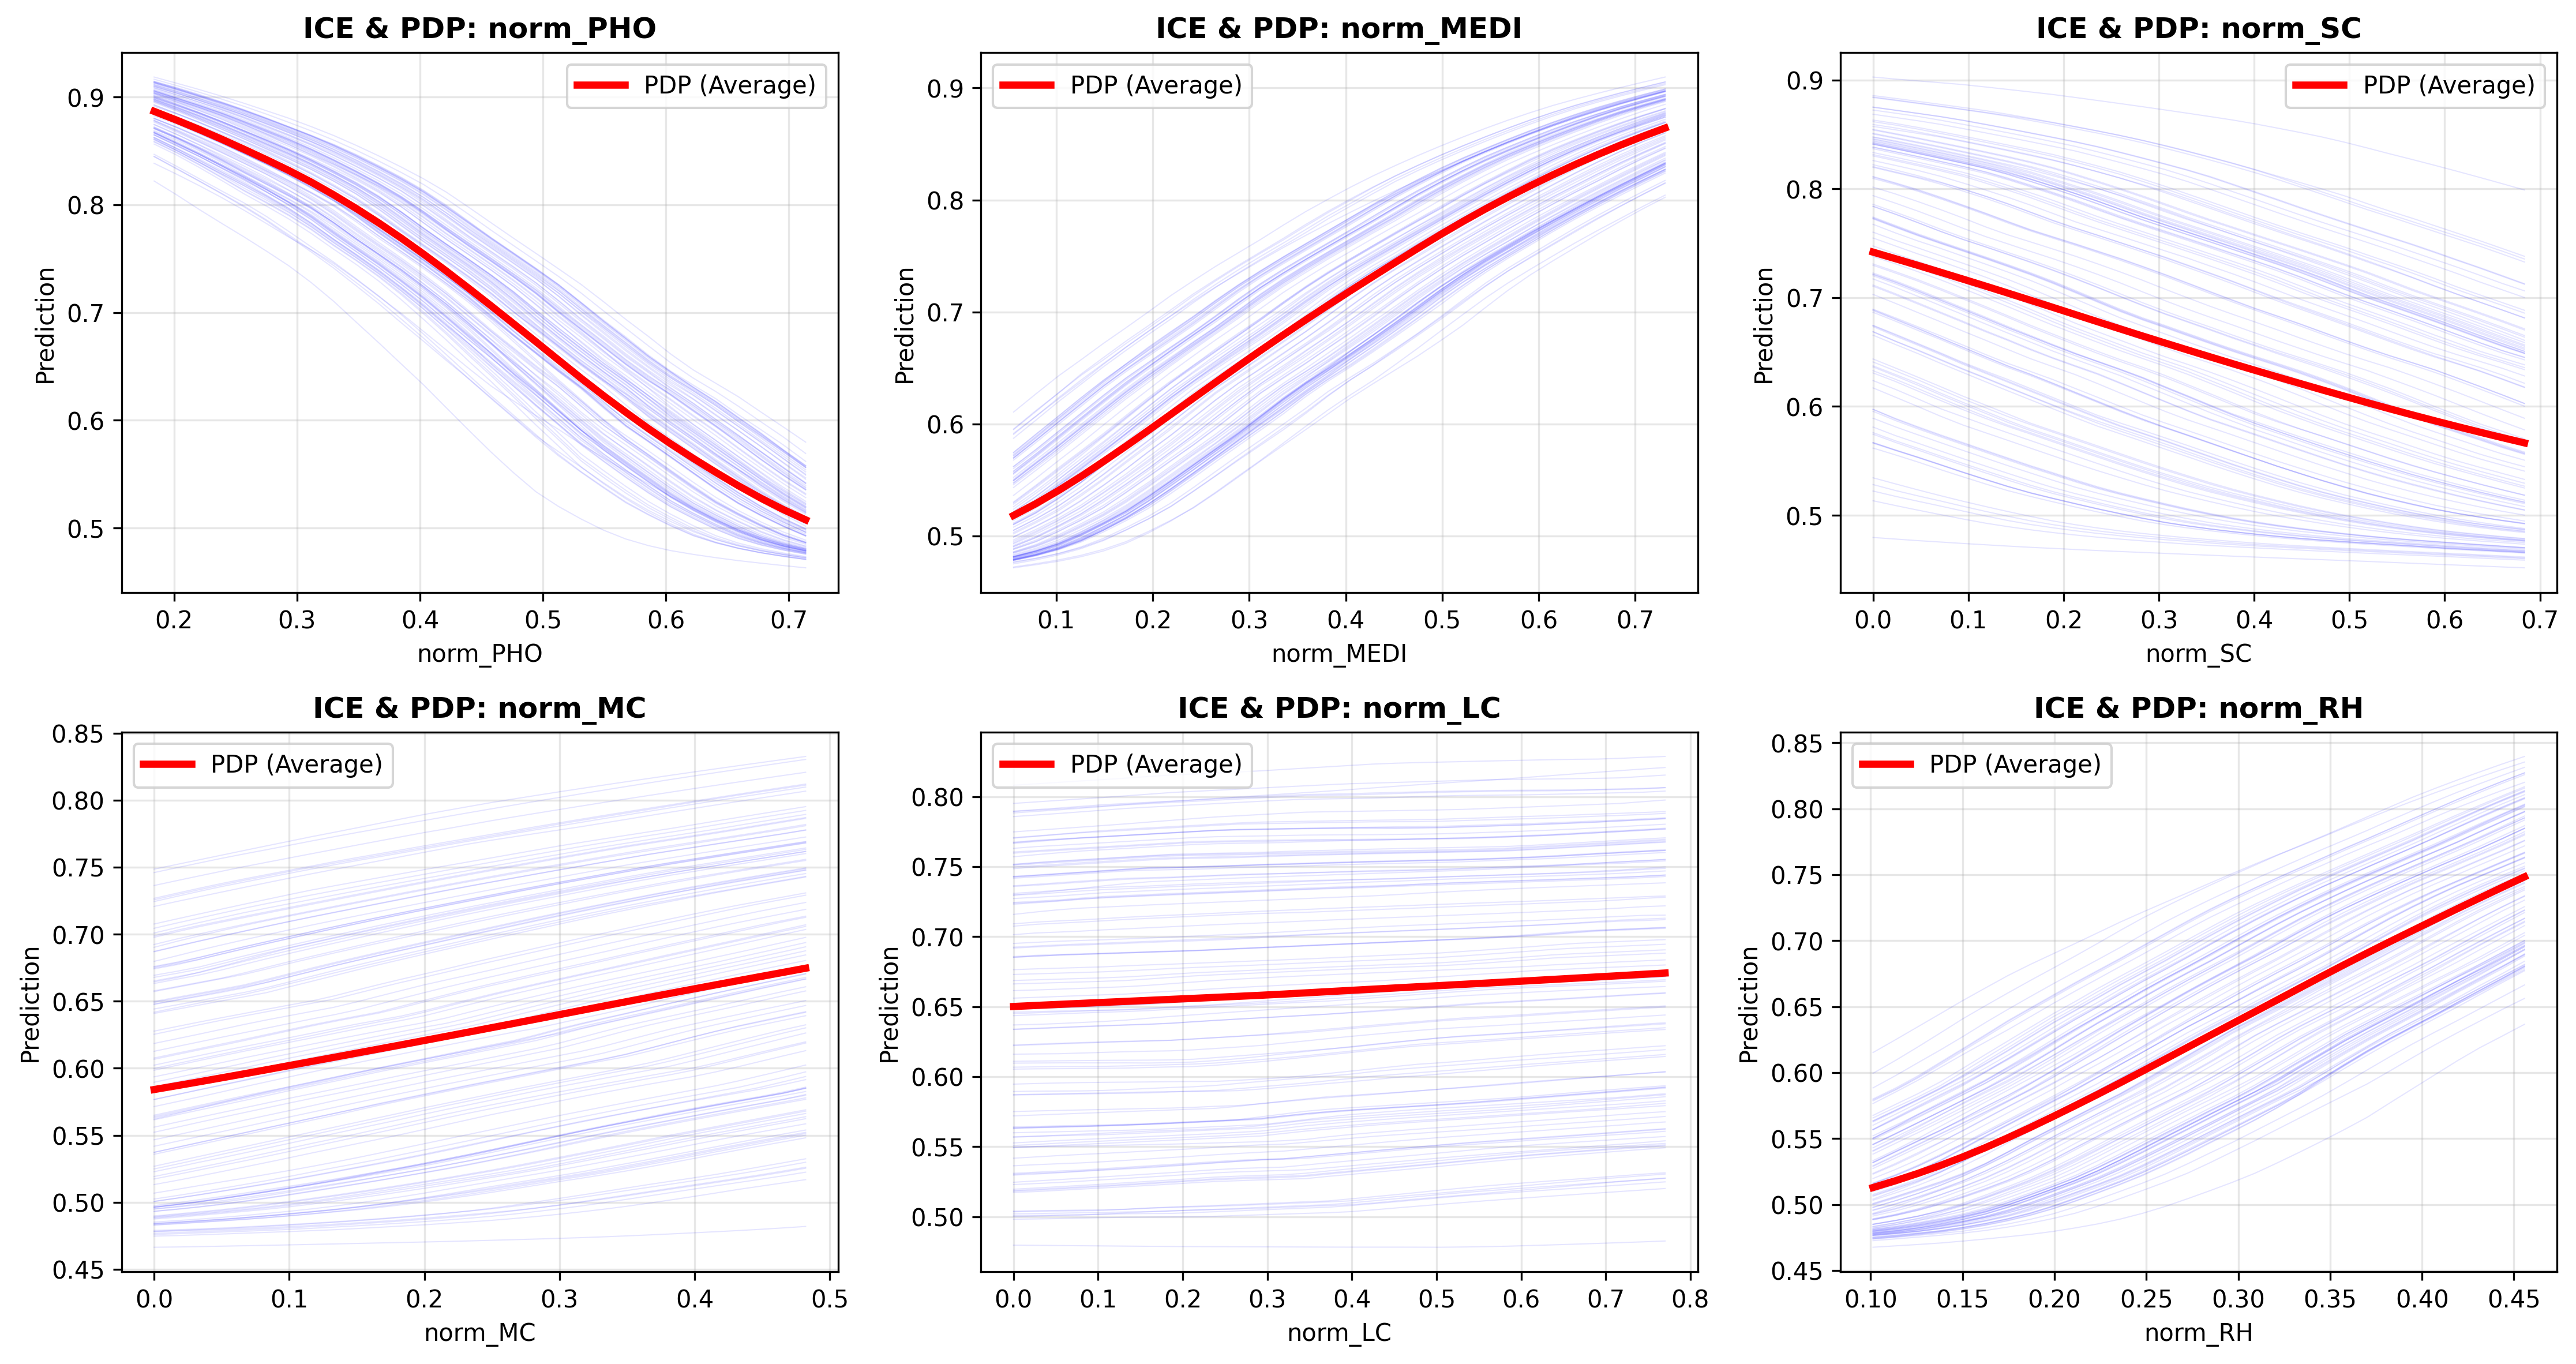 ICE & PDP: norm_PHO
PDP (Average)
Prediction
0.9
0.8
0.7
0.6
0.5
0.2 0.3 0.4 0.5 0.6 0.7
norm_PHO
ICE & PDP: norm_MEDI
PDP (Average)
Prediction
0.9
0.8
0.7
0.6
0.5
0.1 0.2 0.3 0.4 0.5 0.6 0.7
norm_MEDI
ICE & PDP: norm_SC
PDP (Average)
Prediction
0.9
0.8
0.7
0.6
0.5
0.0 0.1 0.2 0.3 0.4 0.5 0.6 0.7
norm_SC
ICE & PDP: norm_MC
PDP (Average)
Prediction
0.85
0.80
0.75
0.70
0.65
0.60
0.55
0.50
0.45
0.0 0.1 0.2 0.3 0.4 0.5
norm_MC
ICE & PDP: norm_LC
PDP (Average)
Prediction
0.80
0.75
0.70
0.65
0.60
0.55
0.50
0.0 0.1 0.2 0.3 0.4 0.5 0.6 0.7 0.8
norm_LC
ICE & PDP: norm_RH
PDP (Average)
Prediction
0.85
0.80
0.75
0.70
0.65
0.60
0.55
0.50
0.45
0.10 0.15 0.20 0.25 0.30 0.35 0.40 0.45
norm_RH